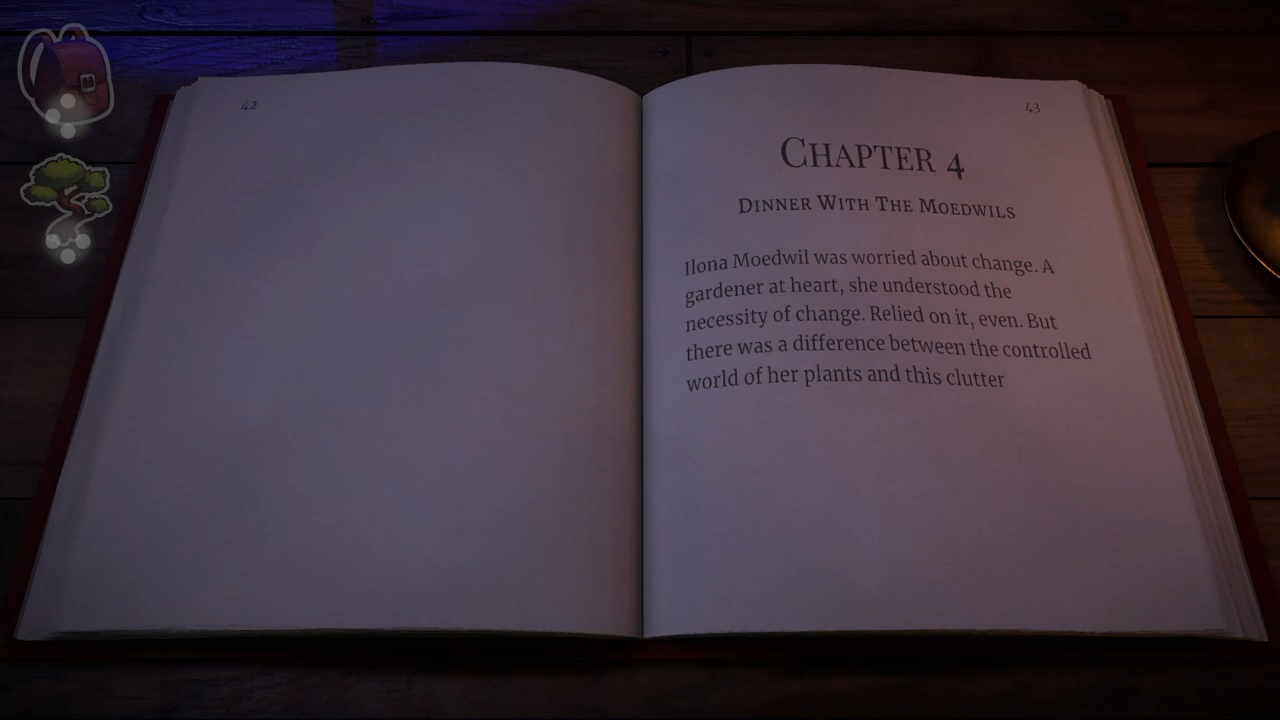 42
43
Chapter 4
Dinner With The Moedwils
Ilona Moedwil was worried about change. A
gardener at heart, she understood the
necessity of change. Relied on it, even. But
there was a difference between the controlled
world of her plants and this clutter